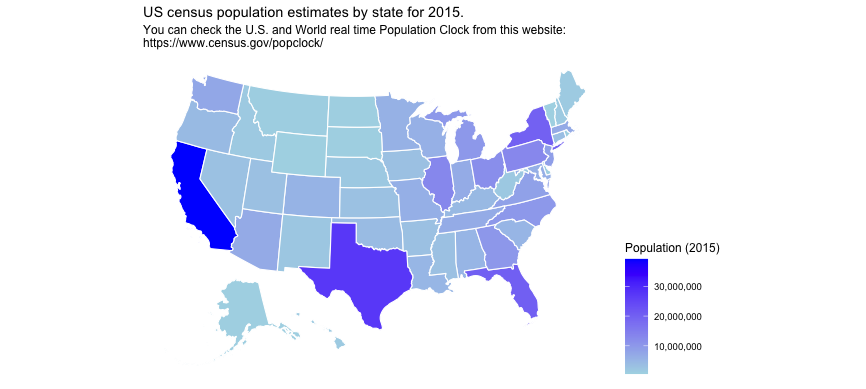 US census population estimates by state for 2015.
You can check the U.S. and World real time Population Clock from this website:
https://www.census.gov/popclock/
Population (2015)
30,000,000
20,000,000
10,000,000